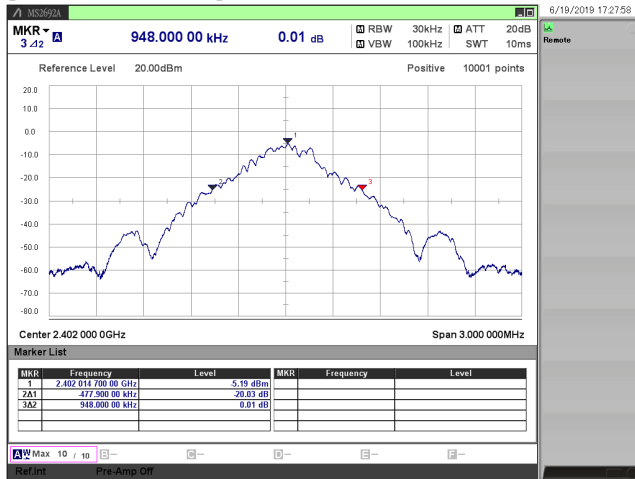 MS2692A
6/19/2019 17:27:58
MKR
3 Δ2 A
948.000 00 kHz
0.01 dB
M RBW 30kHz M ATT 20dB
M VBW 100kHz SWT 10ms
Remote
Reference Level 20.00dBm
Positive 10001 points
20.0
10.0
0.0
-10.0
-20.0
-30.0
-40.0
-50.0
-60.0
-70.0
-80.0
1
2
3
Center 2.402 000 0GHz
Span 3.000 000MHz
Marker List
MKR Frequency Level MKR Frequency Level
1 2.402 014 700 00 GHz -5.19 dBm
2Δ1 -477.900 00 kHz -20.03 dB
3Δ2 948.000 00 kHz 0.01 dB
A W Max 10 / 10 B-- C-- D-- E-- F--
Ref.Int Pre-Amp Off